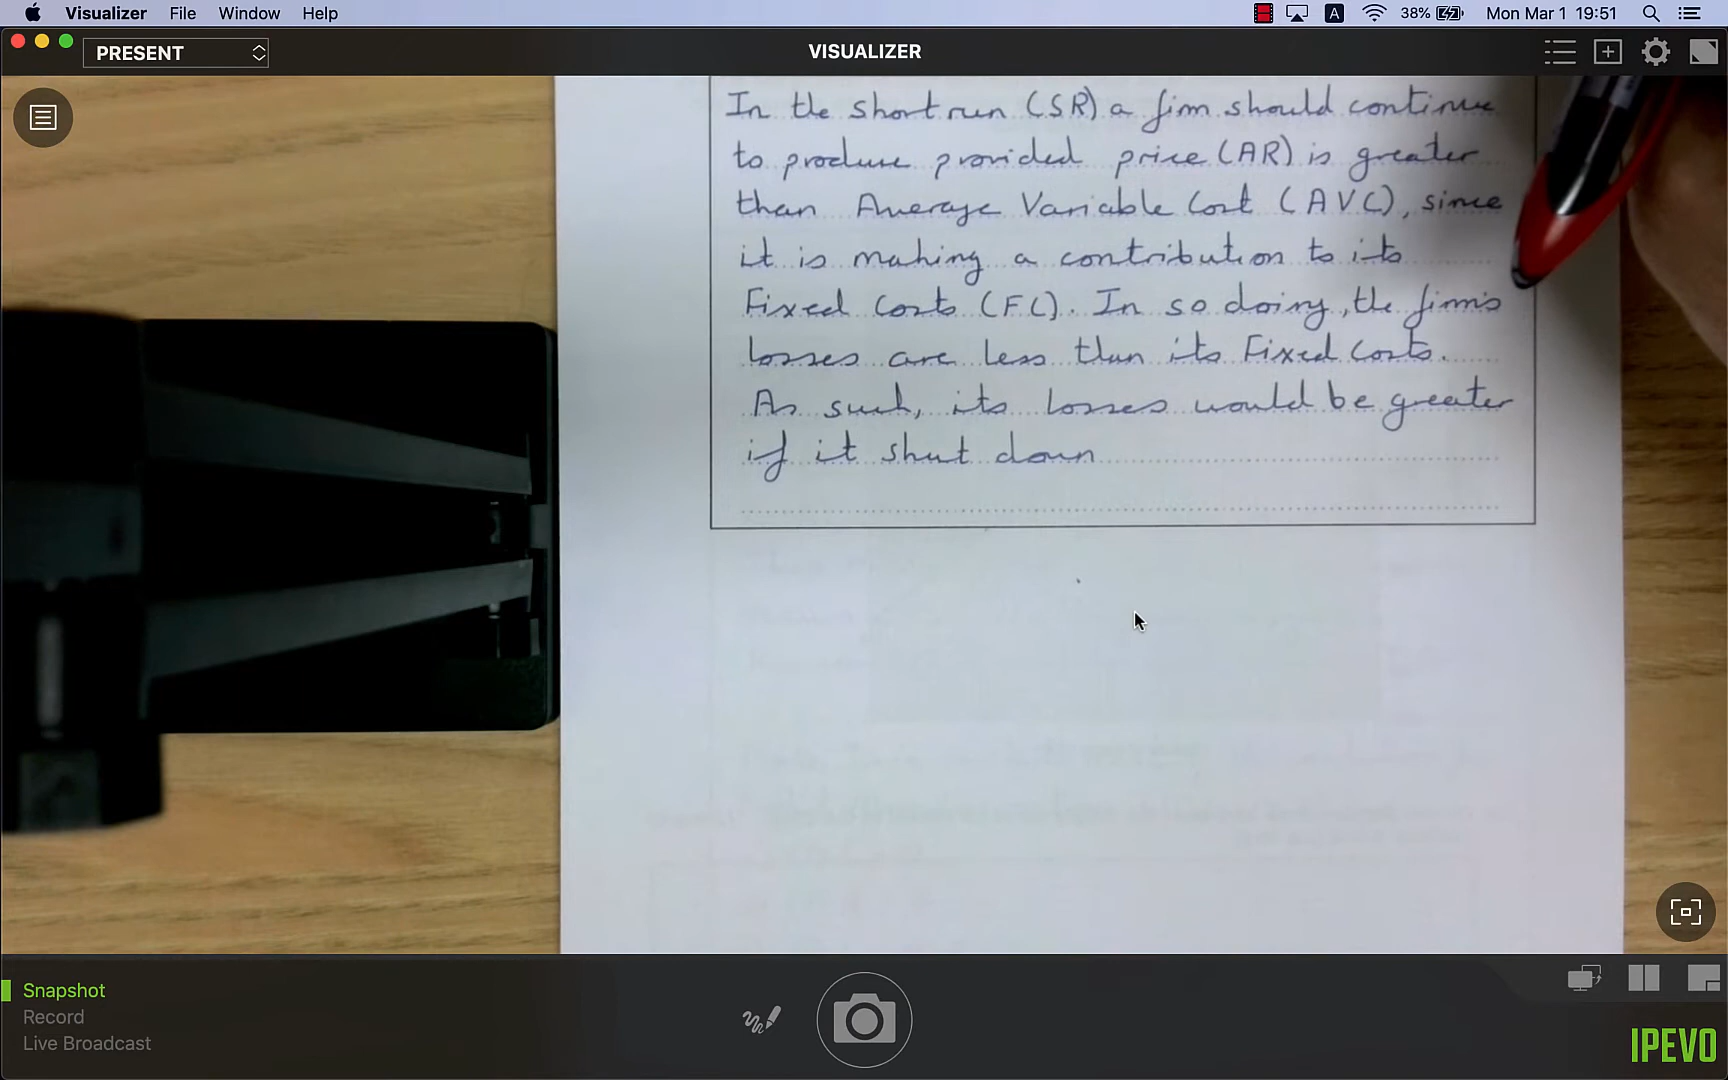 Visualizer File Window Help 38% Mon Mar 1 19:51
PRESENT VISUALIZER
In the short run (SR) a firm should continue
to produce provided price (AR) is greater
than Average Variable Cost (AVC), since
it is making a contribution to its
Fixed Costs (FC). In so doing, the firm's
losses are less than its Fixed Costs.
As such, its losses would be greater
if it shut down
Snapshot
Record
Live Broadcast
IPEVO